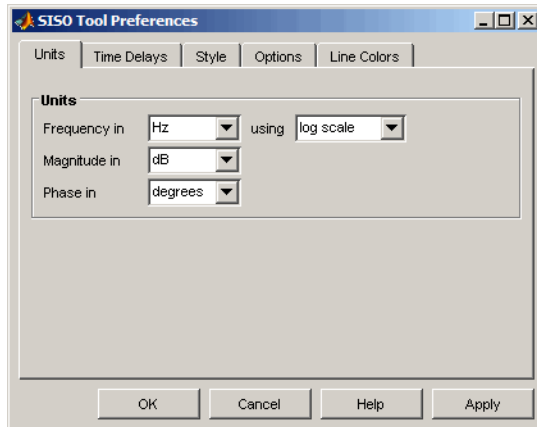 SISO Tool Preferences
Units Time Delays Style Options Line Colors
Units
Frequency in Hz using log scale
Magnitude in dB
Phase in degrees
OK Cancel Help Apply